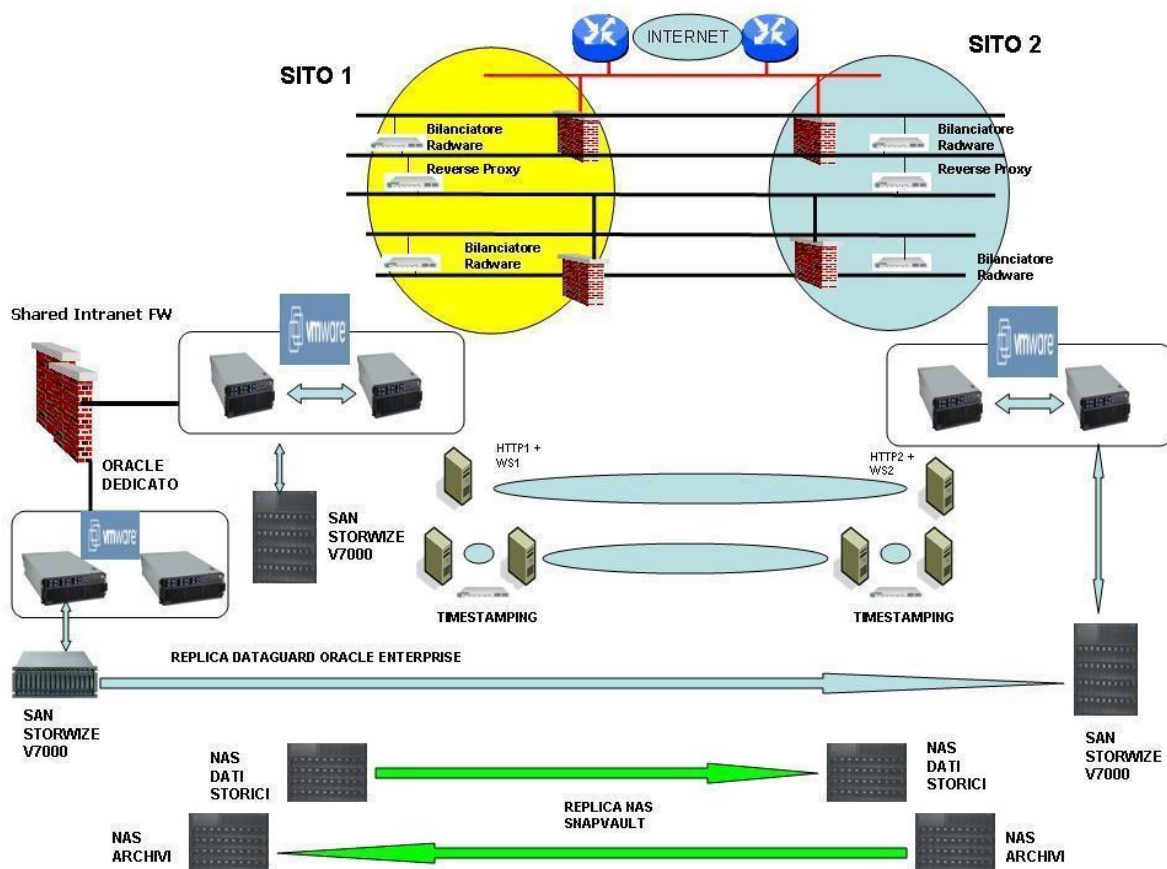 INTERNET
SITO 1
SITO 2
Bilanciatore
Radware
Bilanciatore
Radware
Reverse Proxy
Reverse Proxy
Bilanciatore
Radware
Bilanciatore
Radware
Shared Intranet FW
vmware
vmware
ORACLE
DEDICATO
HTTP1 +
WS1
HTTP2 +
WS2
vmware
SAN
STORWIZE
V7000
TIMESTAMPING
TIMESTAMPING
REPLICA DATAGUARD ORACLE ENTERPRISE
SAN
STORWIZE
V7000
SAN
STORWIZE
V7000
NAS
DATI
STORICI
NAS
DATI
STORICI
REPLICA NAS
SNAPVAULT
NAS
ARCHIVI
NAS
ARCHIVI